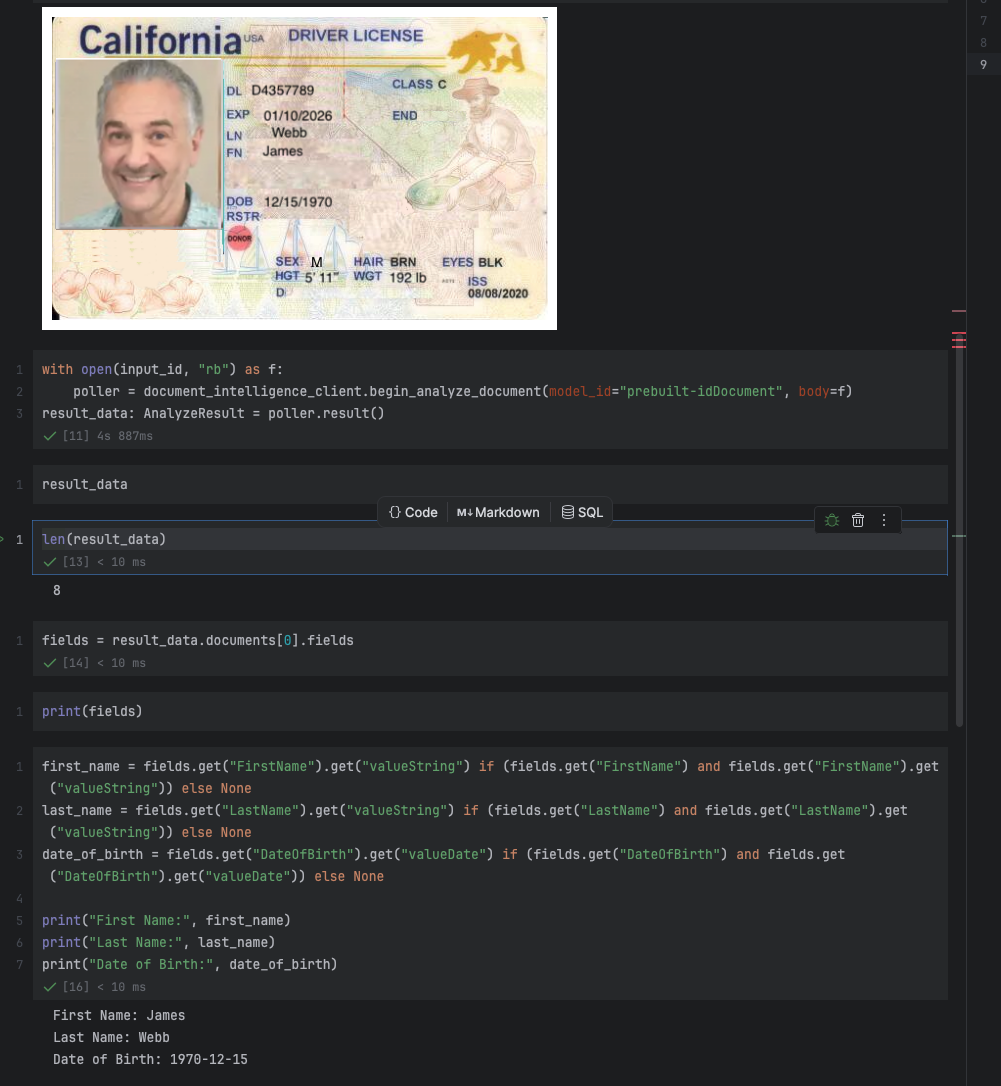 California USA DRIVER LICENSE
DL D4357789 CLASS C
EXP 01/10/2026 END
LN Webb
FN James
DOB 12/15/1970
RSTR
DONOR
SEX M HAIR BRN EYES BLK
HGT 5' 11" WGT 192 lb ISS
D 08/08/2020
7
8
9
1 with open(input_id, "rb") as f:
2 poller = document_intelligence_client.begin_analyze_document(model_id="prebuilt-idDocument", body=f)
3 result_data: AnalyzeResult = poller.result()
[11] 4s 887ms
1 result_data
{} Code M↓ Markdown SQL
1 len(result_data)
[13] < 10 ms
8
1 fields = result_data.documents[0].fields
[14] < 10 ms
1 print(fields)
1 first_name = fields.get("FirstName").get("valueString") if (fields.get("FirstName") and fields.get("FirstName").get
("valueString")) else None
2 last_name = fields.get("LastName").get("valueString") if (fields.get("LastName") and fields.get("LastName").get
("valueString")) else None
3 date_of_birth = fields.get("DateOfBirth").get("valueDate") if (fields.get("DateOfBirth") and fields.get
("DateOfBirth").get("valueDate")) else None
4
5 print("First Name:", first_name)
6 print("Last Name:", last_name)
7 print("Date of Birth:", date_of_birth)
[16] < 10 ms
First Name: James
Last Name: Webb
Date of Birth: 1970-12-15